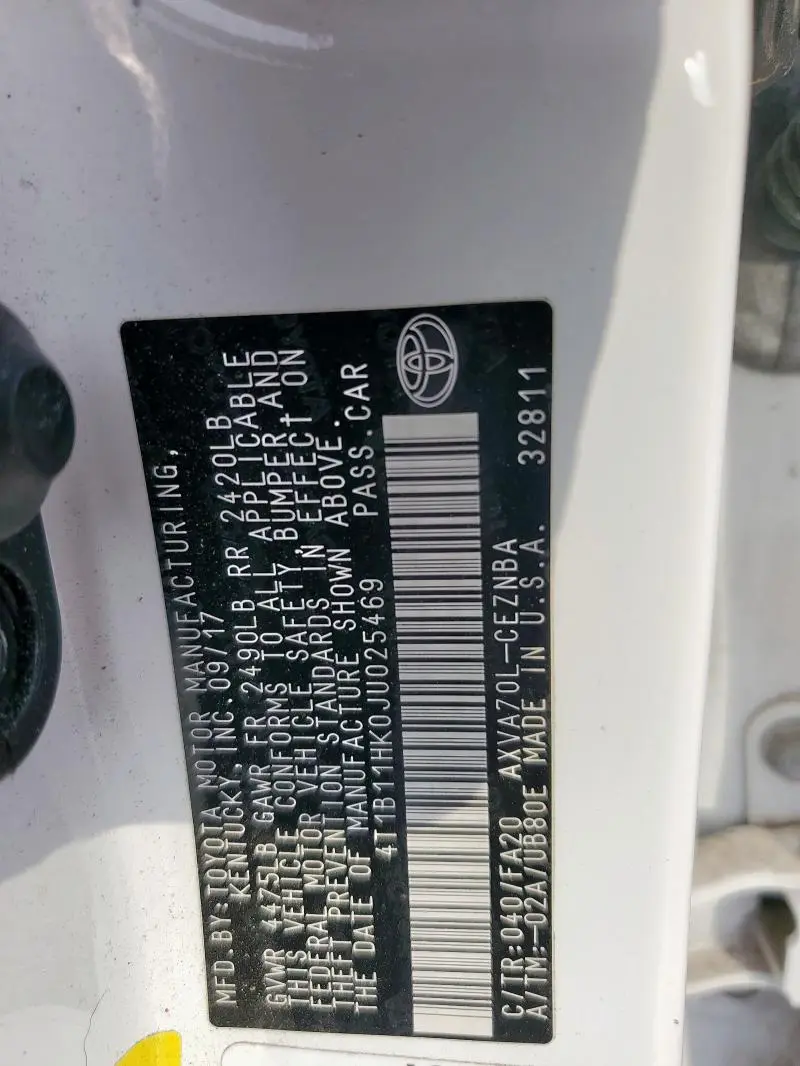 MFD. BY: TOYOTA MOTOR MANUFACTURING,
KENTUCKY, INC. 09/17
GVWR 4475LB GAWR FR 2490LB RR 2420LB
THIS VEHICLE CONFORMS TO ALL APPLICABLE
FEDERAL MOTOR VEHICLE SAFETY, BUMPER AND
THEFT PREVENTION STANDARDS IN EFFECT ON
THE DATE OF MANUFACTURE SHOWN ABOVE.
4T1B11HK0JU025469 PASS.CAR
C/TR:040/FA20 AXVA70L-CEZNBA
A/TM:-02A/UB80E MADE IN U.S.A. 32811